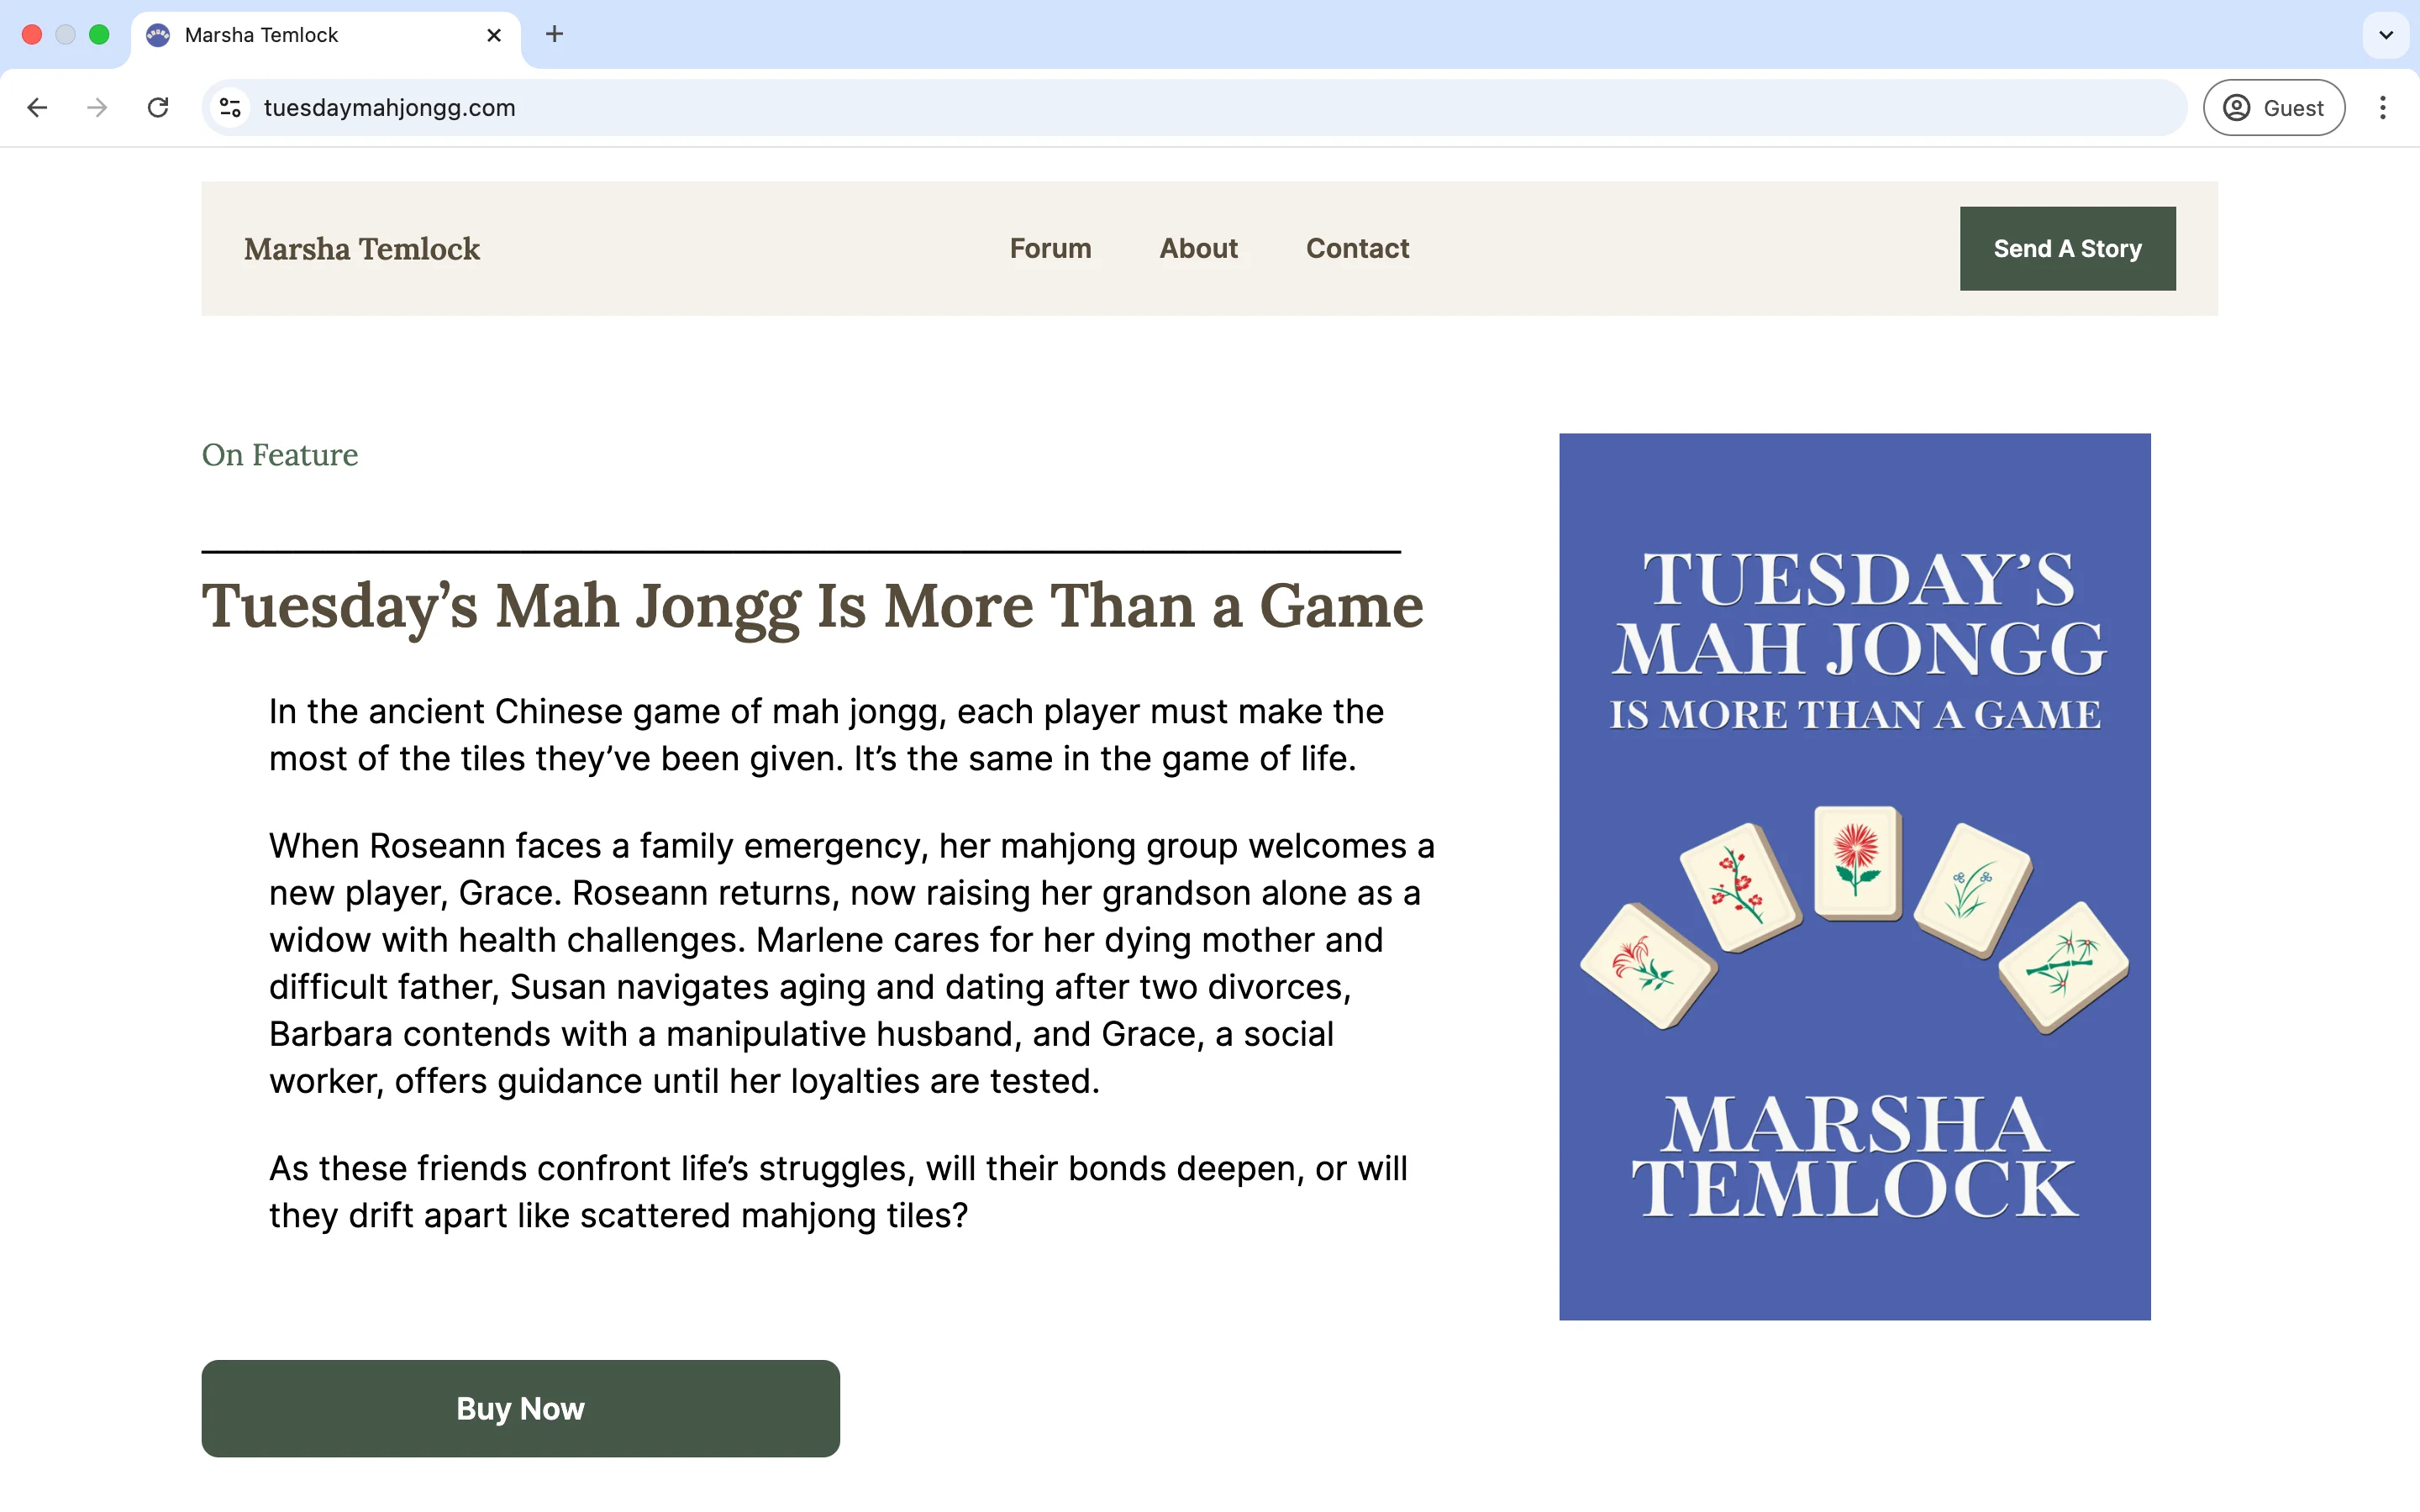 Marsha Temlock
tuesdaymahjongg.com
Guest
Marsha Temlock
Forum
About
Contact
Send A Story
On Feature
Tuesday’s Mah Jongg Is More Than a Game
In the ancient Chinese game of mah jongg, each player must make the
most of the tiles they’ve been given. It’s the same in the game of life.
When Roseann faces a family emergency, her mahjong group welcomes a
new player, Grace. Roseann returns, now raising her grandson alone as a
widow with health challenges. Marlene cares for her dying mother and
difficult father, Susan navigates aging and dating after two divorces,
Barbara contends with a manipulative husband, and Grace, a social
worker, offers guidance until her loyalties are tested.
As these friends confront life’s struggles, will their bonds deepen, or will
they drift apart like scattered mahjong tiles?
Buy Now
TUESDAY’S
MAH JONGG
IS MORE THAN A GAME
MARSHA
TEMLOCK